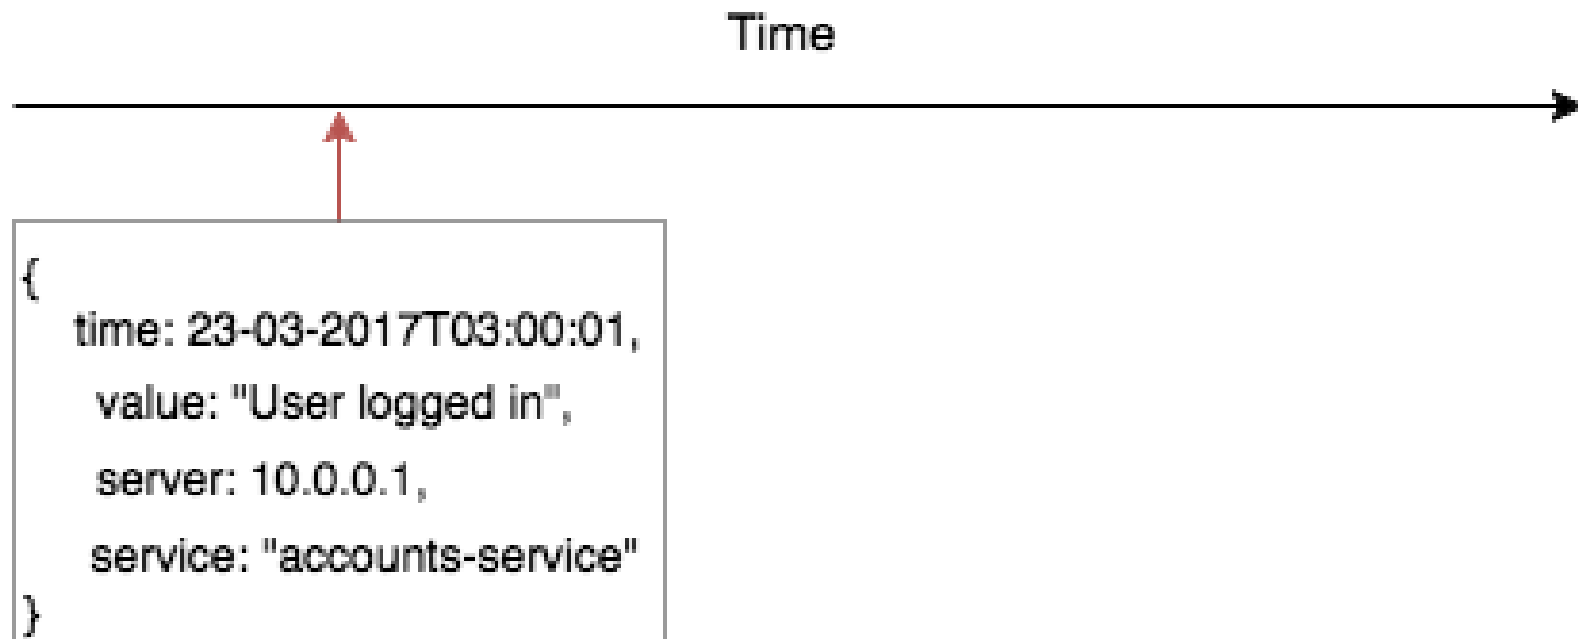 Time
{
time: 23-03-2017T03:00:01,
value: "User logged in",
server: 10.0.0.1,
service: "accounts-service"
}